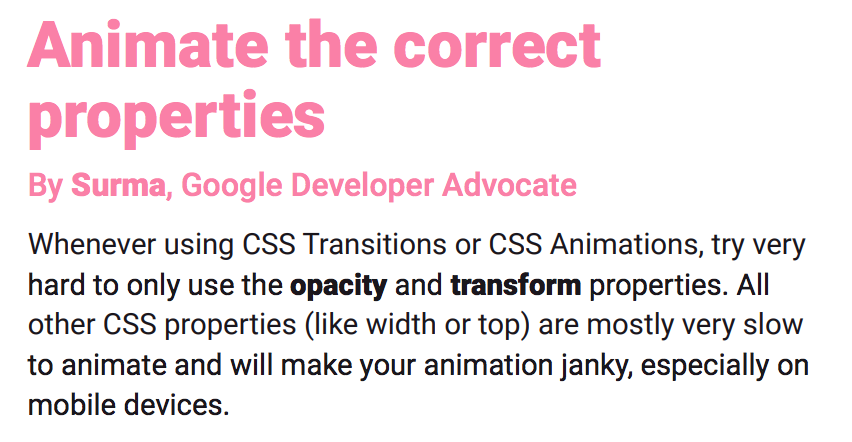 Animate the correct
properties
By Surma, Google Developer Advocate
Whenever using CSS Transitions or CSS Animations, try very
hard to only use the opacity and transform properties. All
other CSS properties (like width or top) are mostly very slow
to animate and will make your animation janky, especially on
mobile devices.